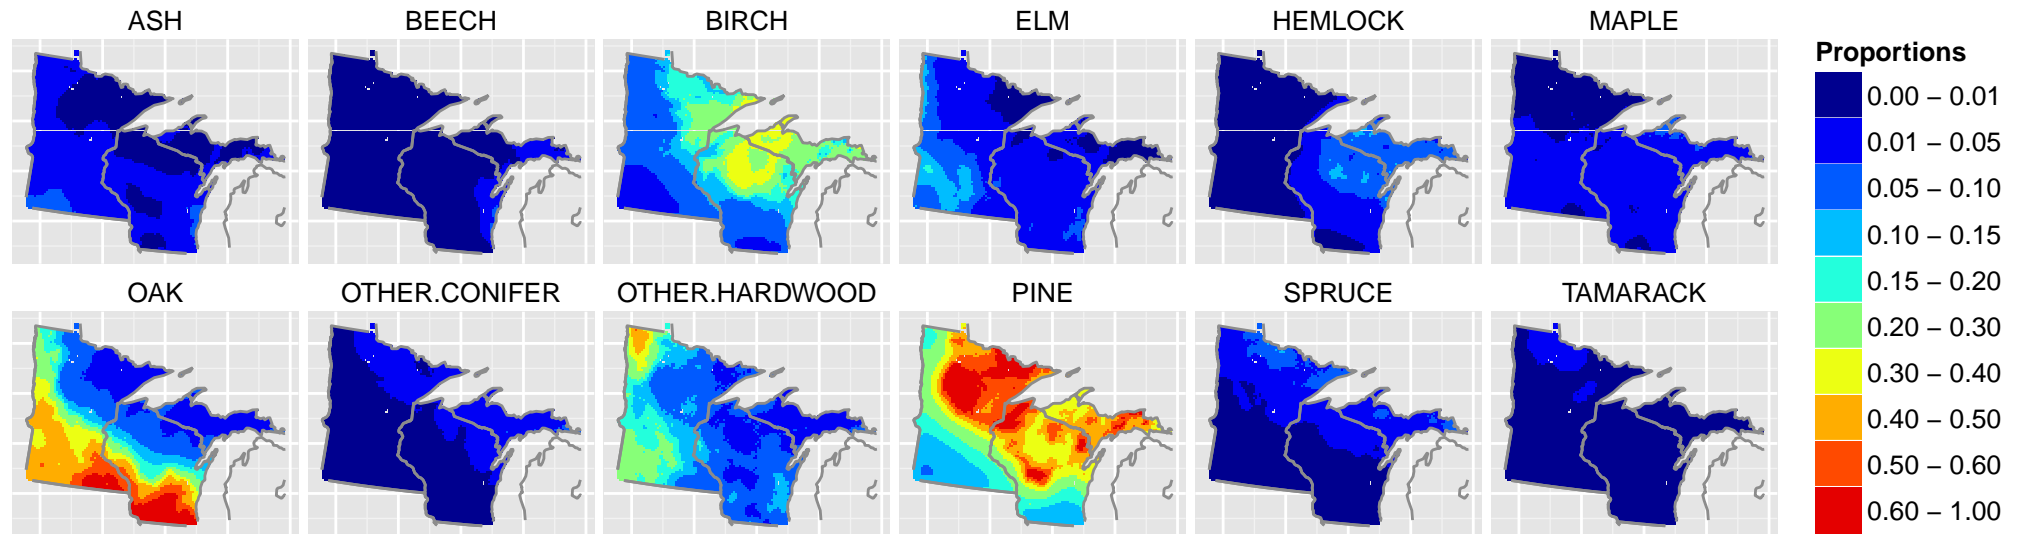 ASH
BEECH
BIRCH
ELM
HEMLOCK
MAPLE
OAK
OTHER.CONIFER
OTHER.HARDWOOD
PINE
SPRUCE
TAMARACK
Proportions
0.00 – 0.01
0.01 – 0.05
0.05 – 0.10
0.10 – 0.15
0.15 – 0.20
0.20 – 0.30
0.30 – 0.40
0.40 – 0.50
0.50 – 0.60
0.60 – 1.00